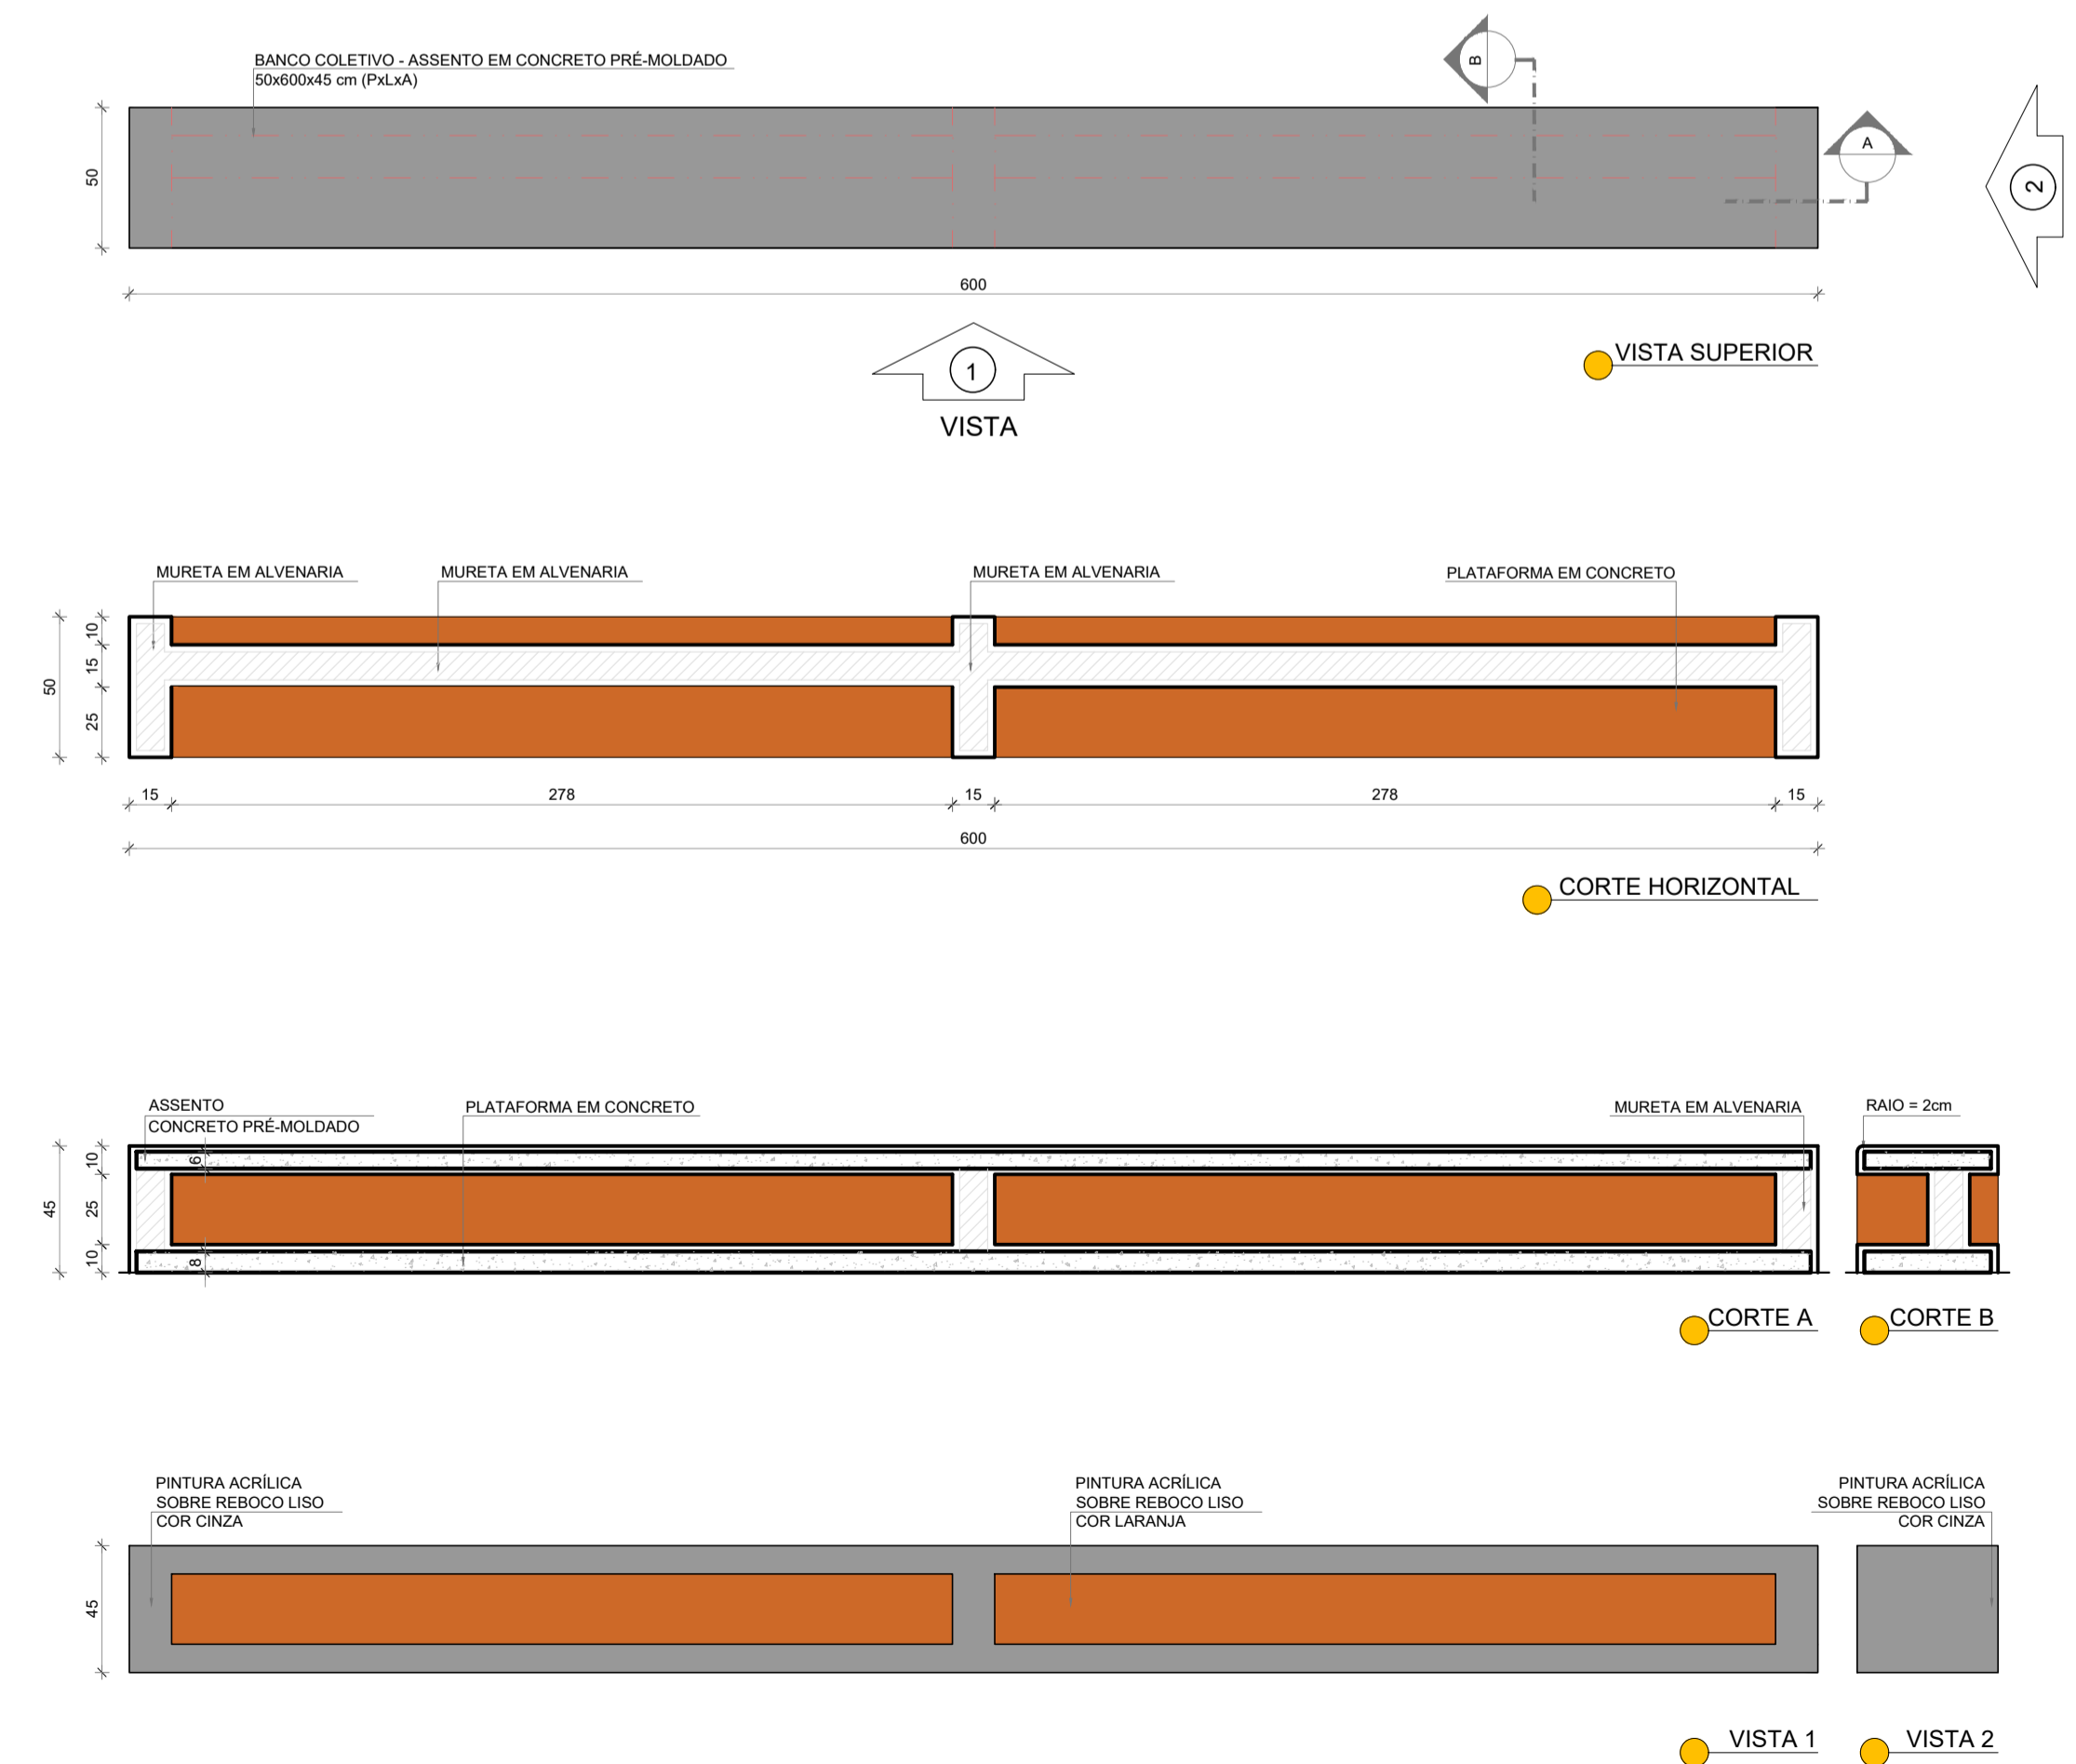 BANCO COLETIVO - ASSENTO EM CONCRETO PRÉ-MOLDADO
50x600x45 cm (PxLxA)
B
A
50
2
600
1
VISTA
VISTA SUPERIOR
MURETA EM ALVENARIA
MURETA EM ALVENARIA
MURETA EM ALVENARIA
PLATAFORMA EM CONCRETO
50
10
15
25
15
278
15
278
15
600
CORTE HORIZONTAL
ASSENTO
CONCRETO PRÉ-MOLDADO
PLATAFORMA EM CONCRETO
MURETA EM ALVENARIA
RAIO = 2cm
45
10
25
10
6
8
CORTE A
CORTE B
PINTURA ACRÍLICA
SOBRE REBOCO LISO
COR CINZA
PINTURA ACRÍLICA
SOBRE REBOCO LISO
COR LARANJA
PINTURA ACRÍLICA
SOBRE REBOCO LISO
COR CINZA
45
VISTA 1
VISTA 2